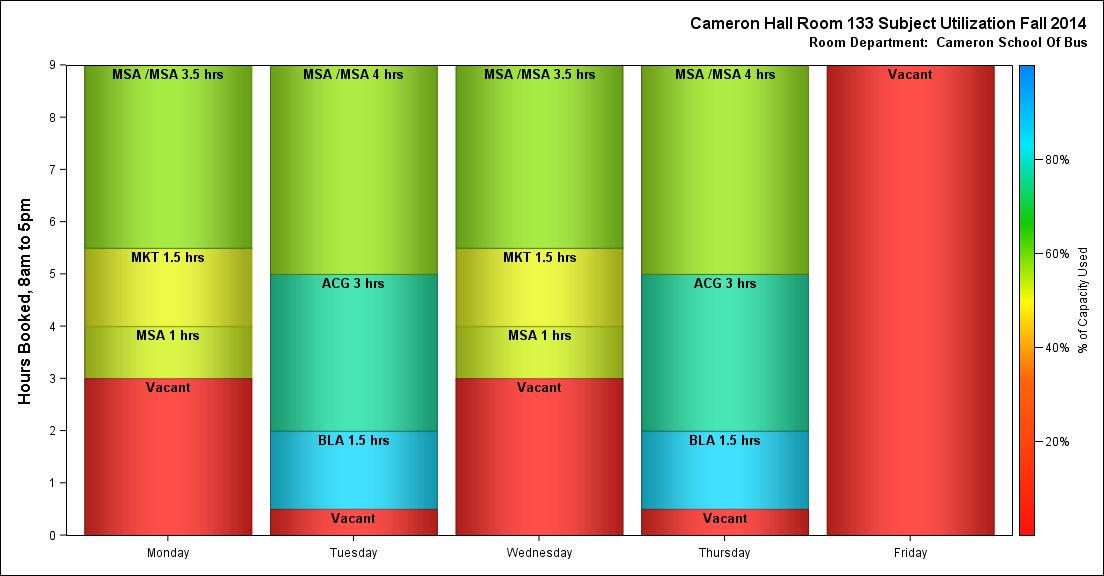 Cameron Hall Room 133 Subject Utilization Fall 2014
Room Department:  Cameron School Of Bus
Hours Booked, 8am to 5pm
9
8
7
6
5
4
3
2
1
0
MSA /MSA 3.5 hrs
MKT 1.5 hrs
MSA 1 hrs
Vacant
MSA /MSA 4 hrs
ACG 3 hrs
BLA 1.5 hrs
Vacant
MSA /MSA 3.5 hrs
MKT 1.5 hrs
MSA 1 hrs
Vacant
MSA /MSA 4 hrs
ACG 3 hrs
BLA 1.5 hrs
Vacant
Vacant
Monday
Tuesday
Wednesday
Thursday
Friday
80%
60%
40%
20%
% of Capacity Used